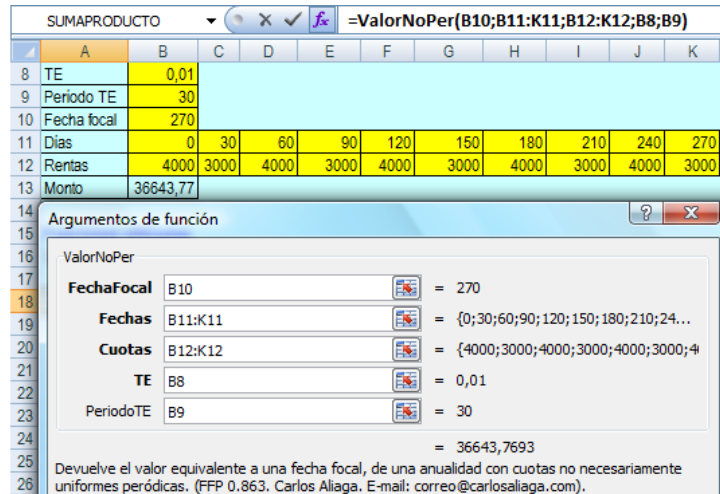 SUMAPRODUCTO fx =ValorNoPer(B10;B11:K11;B12:K12;B8;B9)
A B C D E F G H I J K
8 TE 0,01
9 Periodo TE 30
10 Fecha focal 270
11 Días 0 30 60 90 120 150 180 210 240 270
12 Rentas 4000 3000 4000 3000 4000 3000 4000 3000 4000 3000
13 Monto 36643,77
14
Argumentos de función ?
15
16 ValorNoPer
17
FechaFocal B10 = 270
18
19 Fechas B11:K11 = {0;30;60;90;120;150;180;210;24...
20 Cuotas B12:K12 = {4000;3000;4000;3000;4000;3000;4
21
TE B8 = 0,01
22
23 PeriodoTE B9 = 30
24
= 36643,7693
25
Devuelve el valor equivalente a una fecha focal, de una anualidad con cuotas no necesariamente
26 uniformes peródicas. (FFP 0.863. Carlos Aliaga. E-mail: correo@carlosaliaga.com).